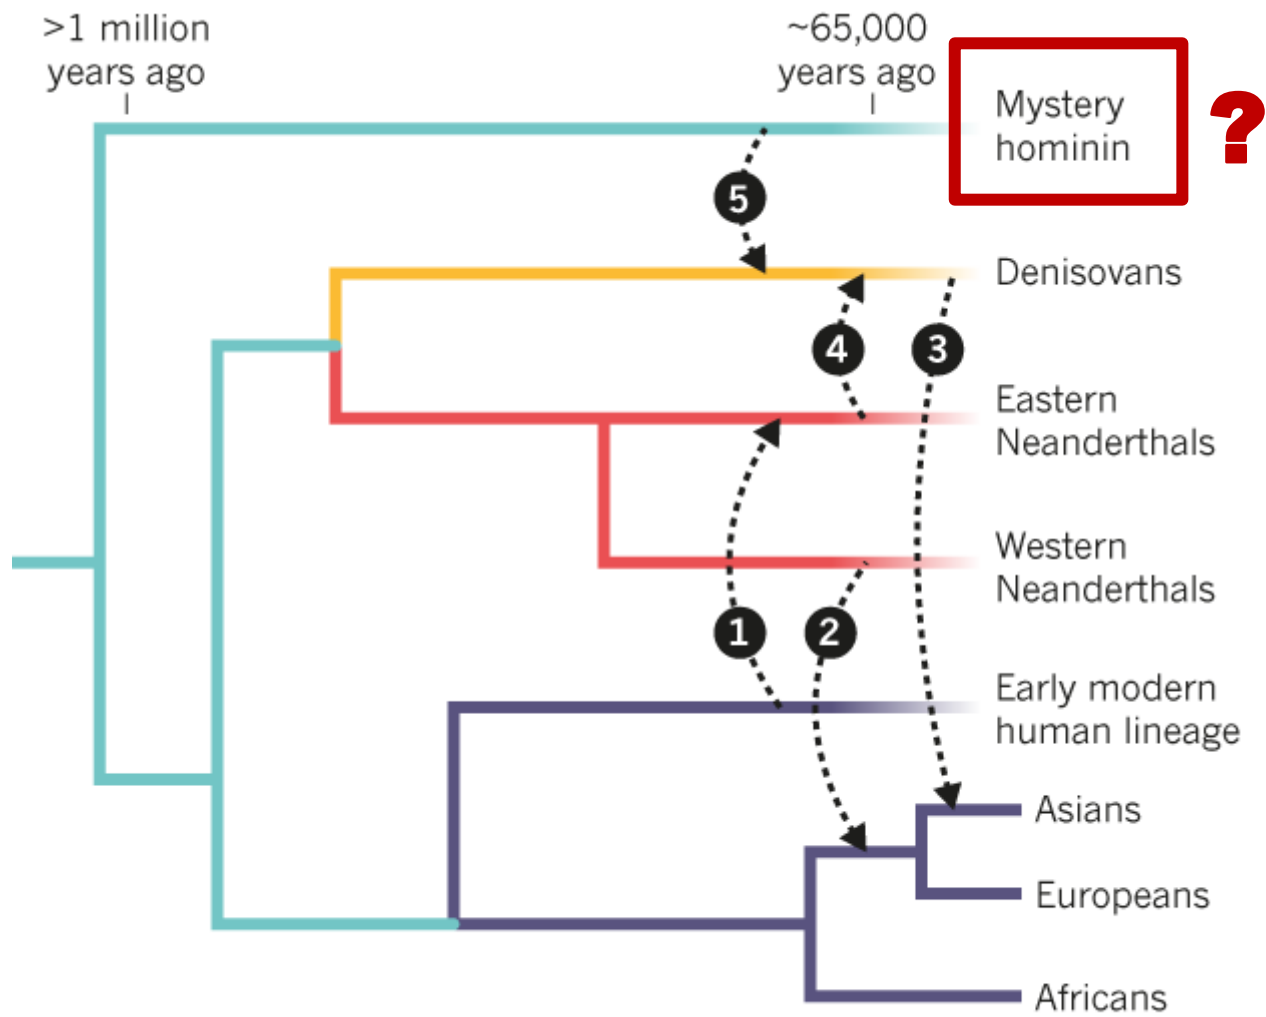 >1 million
years ago
~65,000
years ago
Mystery
hominin
?
5
Denisovans
4
3
Eastern
Neanderthals
Western
Neanderthals
1
2
Early modern
human lineage
Asians
Europeans
Africans